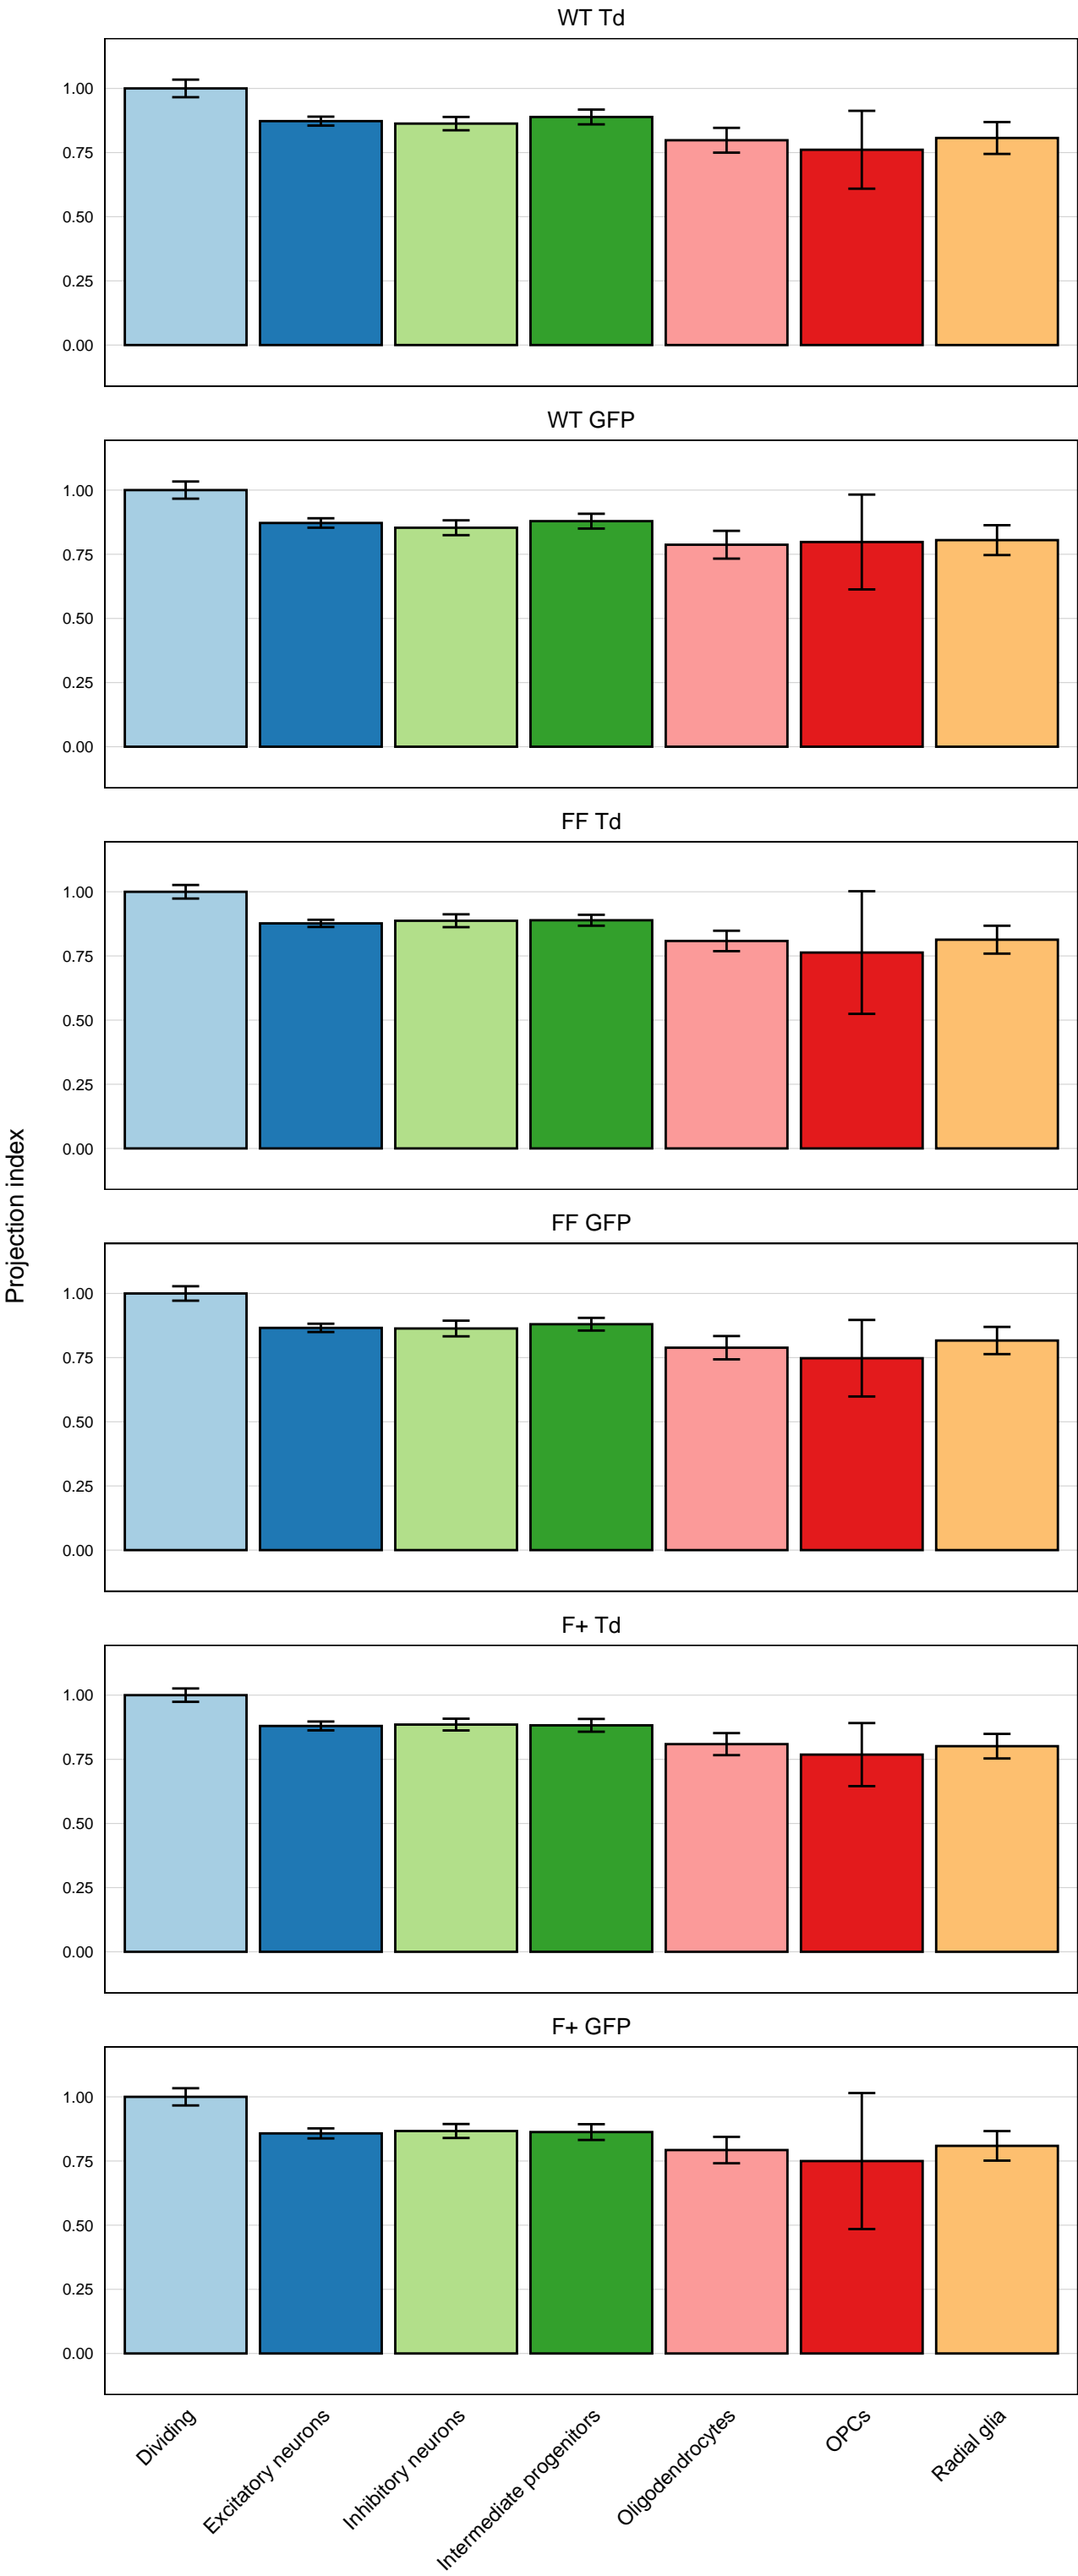 WT Td
1.00
0.75
0.50
0.25
0.00
WT GFP
1.00
0.75
0.50
0.25
0.00
FF Td
1.00
0.75
0.50
0.25
0.00
Projection index
FF GFP
1.00
0.75
0.50
0.25
0.00
F+ Td
1.00
0.75
0.50
0.25
0.00
F+ GFP
1.00
0.75
0.50
0.25
0.00
Dividing
Excitatory neurons
Inhibitory neurons
Intermediate progenitors
Oligodendrocytes
OPCs
Radial glia